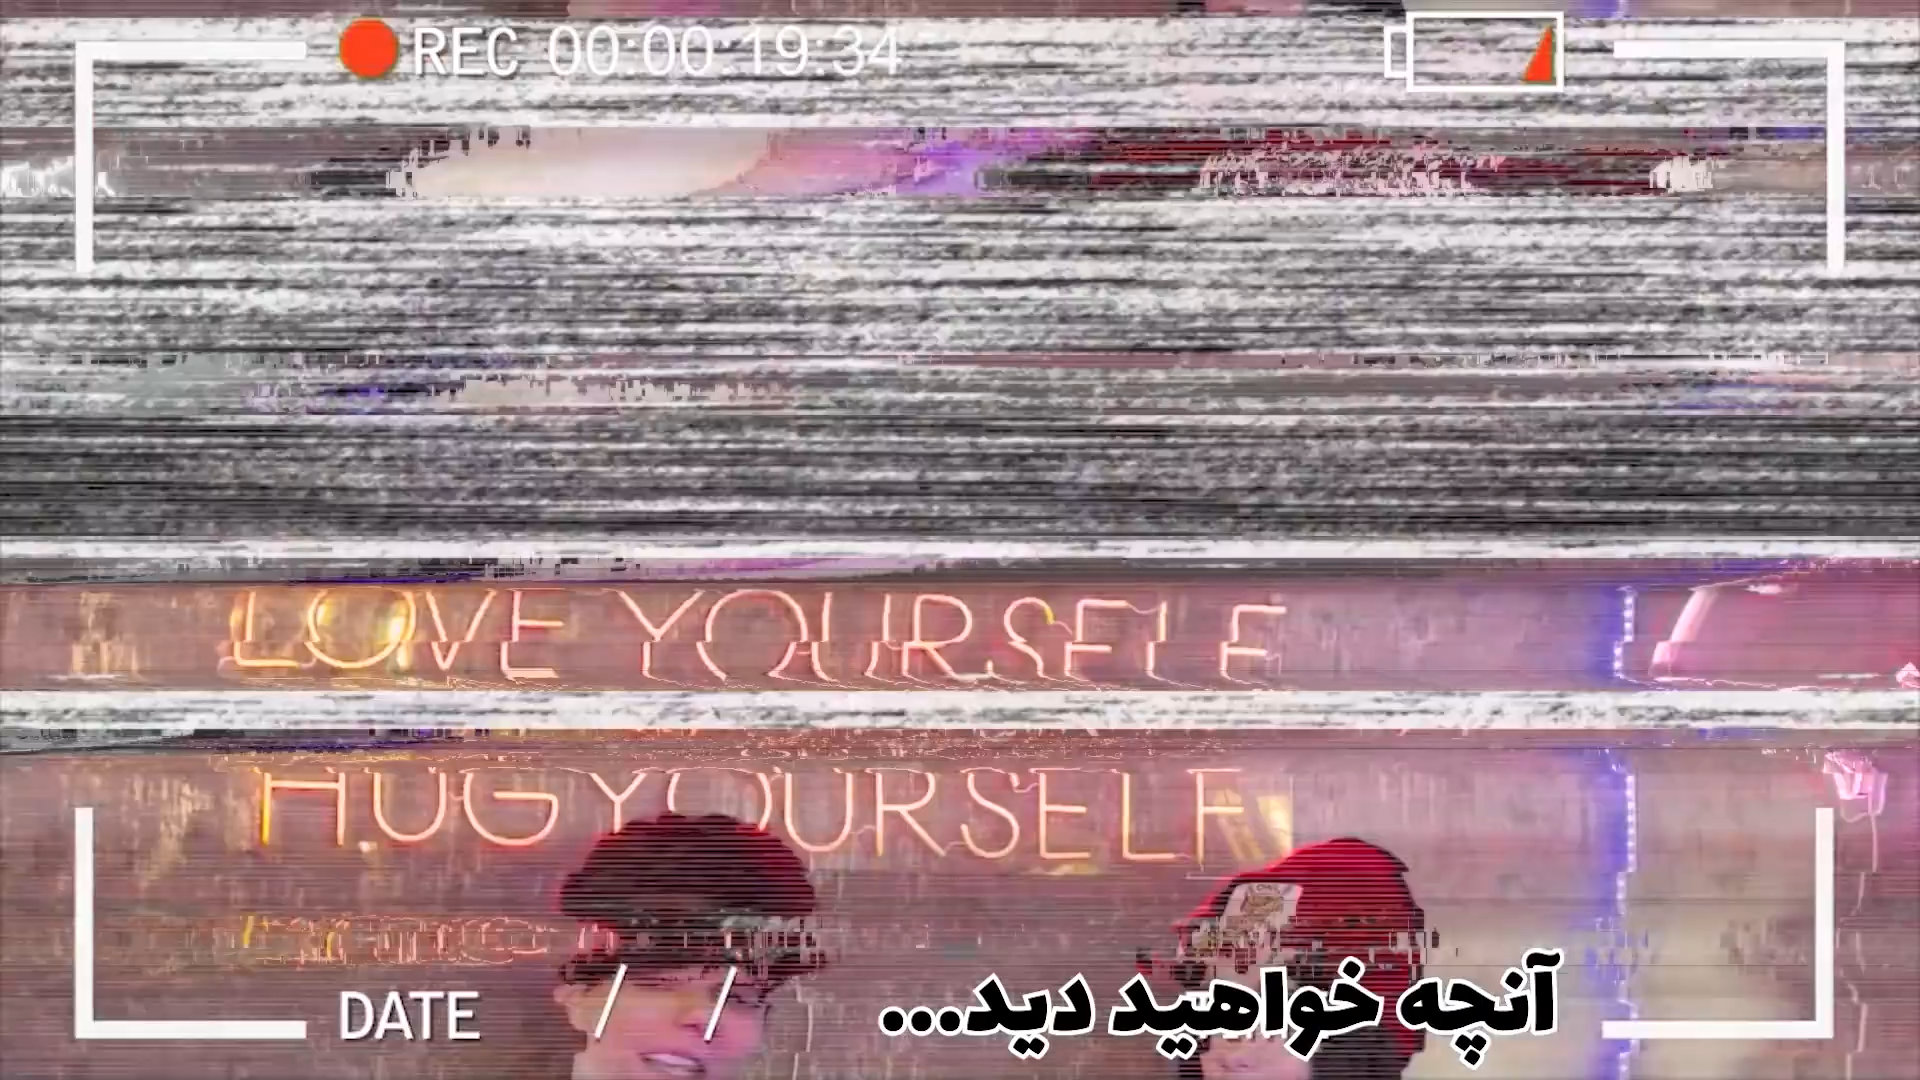 REC 00:00:19:34
LOVE YOURSELF
HUG YOURSELF
DATE / /
آنچه خواهید دید...